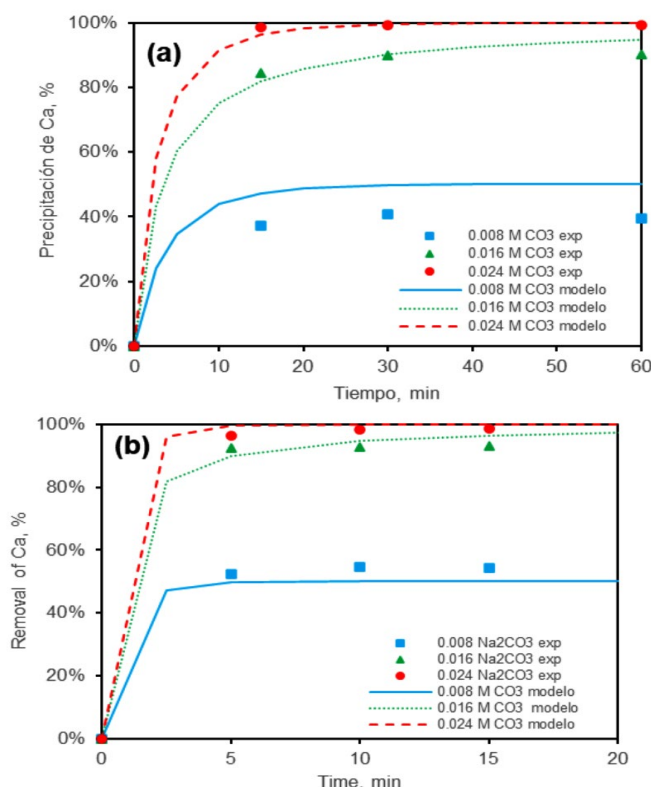 (a)
Precipitación de Ca, %
100%
80%
60%
40%
20%
0%
0.008 M CO3 exp
0.016 M CO3 exp
0.024 M CO3 exp
0.008 M CO3 modelo
0.016 M CO3 modelo
0.024 M CO3 modelo
0 10 20 30 40 50 60
Tiempo, min
(b)
Removal of Ca, %
100%
80%
60%
40%
20%
0%
0.008 Na2CO3 exp
0.016 Na2CO3 exp
0.024 Na2CO3 exp
0.008 M CO3 modelo
0.016 M CO3 modelo
0.024 M CO3 modelo
0 5 10 15 20
Time, min